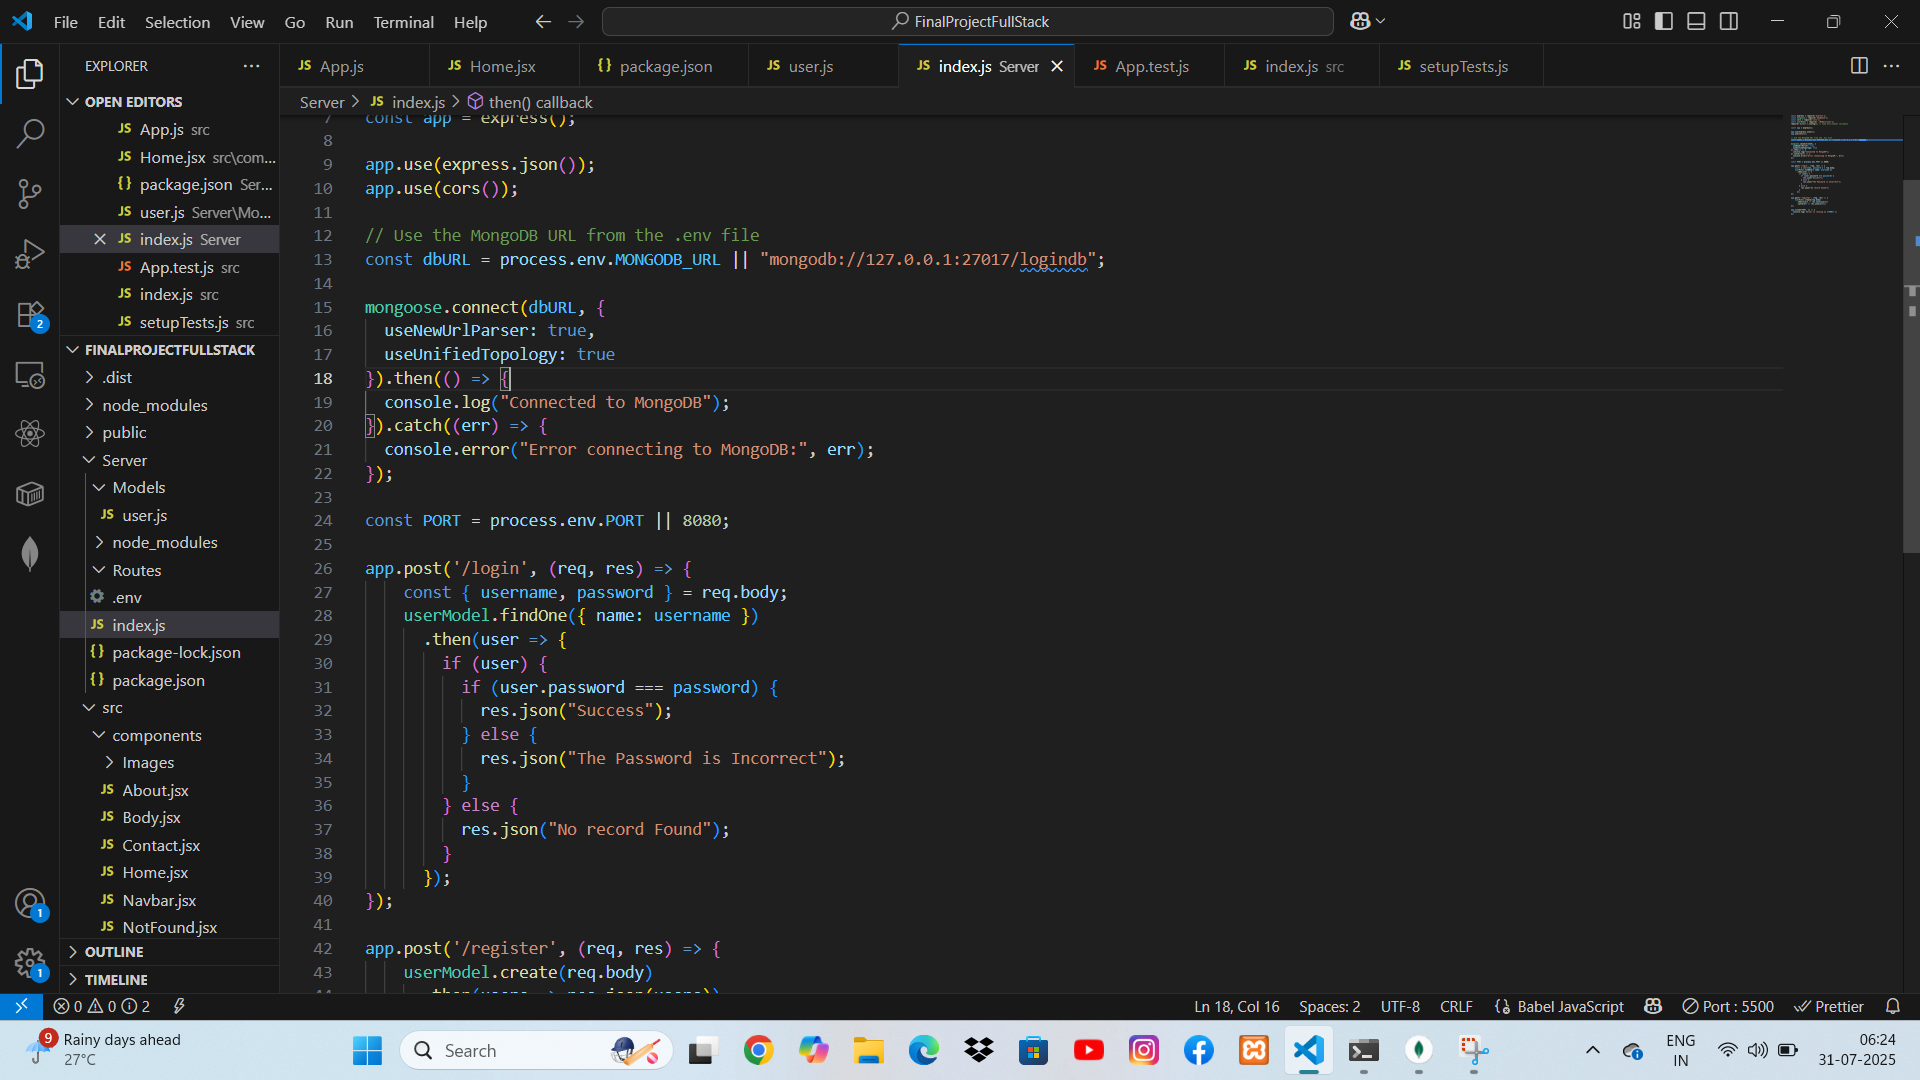 File Edit Selection View Go Run Terminal Help
FinalProjectFullStack
EXPLORER
OPEN EDITORS
JS App.js src
JS Home.jsx src\com...
{} package.json Ser...
JS user.js Server\Mo...
JS index.js Server
JS App.test.js src
JS index.js src
JS setupTests.js src
FINALPROJECTFULLSTACK
.dist
node_modules
public
Server
Models
JS user.js
node_modules
Routes
.env
JS index.js
{} package-lock.json
{} package.json
src
components
Images
JS About.jsx
JS Body.jsx
JS Contact.jsx
JS Home.jsx
JS Navbar.jsx
JS NotFound.jsx
OUTLINE
TIMELINE
2
1
1
JS App.js JS Home.jsx {} package.json JS user.js JS index.js Server JS App.test.js JS index.js src JS setupTests.js
Server > JS index.js > then() callback
7 const app = express();
8
9 app.use(express.json());
10 app.use(cors());
11
12 // Use the MongoDB URL from the .env file
13 const dbURL = process.env.MONGODB_URL || "mongodb://127.0.0.1:27017/logindb";
14
15 mongoose.connect(dbURL, {
16 useNewUrlParser: true,
17 useUnifiedTopology: true
18 }).then(() => {
19 console.log("Connected to MongoDB");
20 }).catch((err) => {
21 console.error("Error connecting to MongoDB:", err);
22 });
23
24 const PORT = process.env.PORT || 8080;
25
26 app.post('/login', (req, res) => {
27 const { username, password } = req.body;
28 userModel.findOne({ name: username })
29 .then(user => {
30 if (user) {
31 if (user.password === password) {
32 res.json("Success");
33 } else {
34 res.json("The Password is Incorrect");
35 }
36 } else {
37 res.json("No record Found");
38 }
39 });
40 });
41
42 app.post('/register', (req, res) => {
43 userModel.create(req.body)
0 0 2
Ln 18, Col 16 Spaces: 2 UTF-8 CRLF {} Babel JavaScript Port : 5500 Prettier
9
Rainy days ahead
27°C
Search
ENG
IN
06:24
31-07-2025